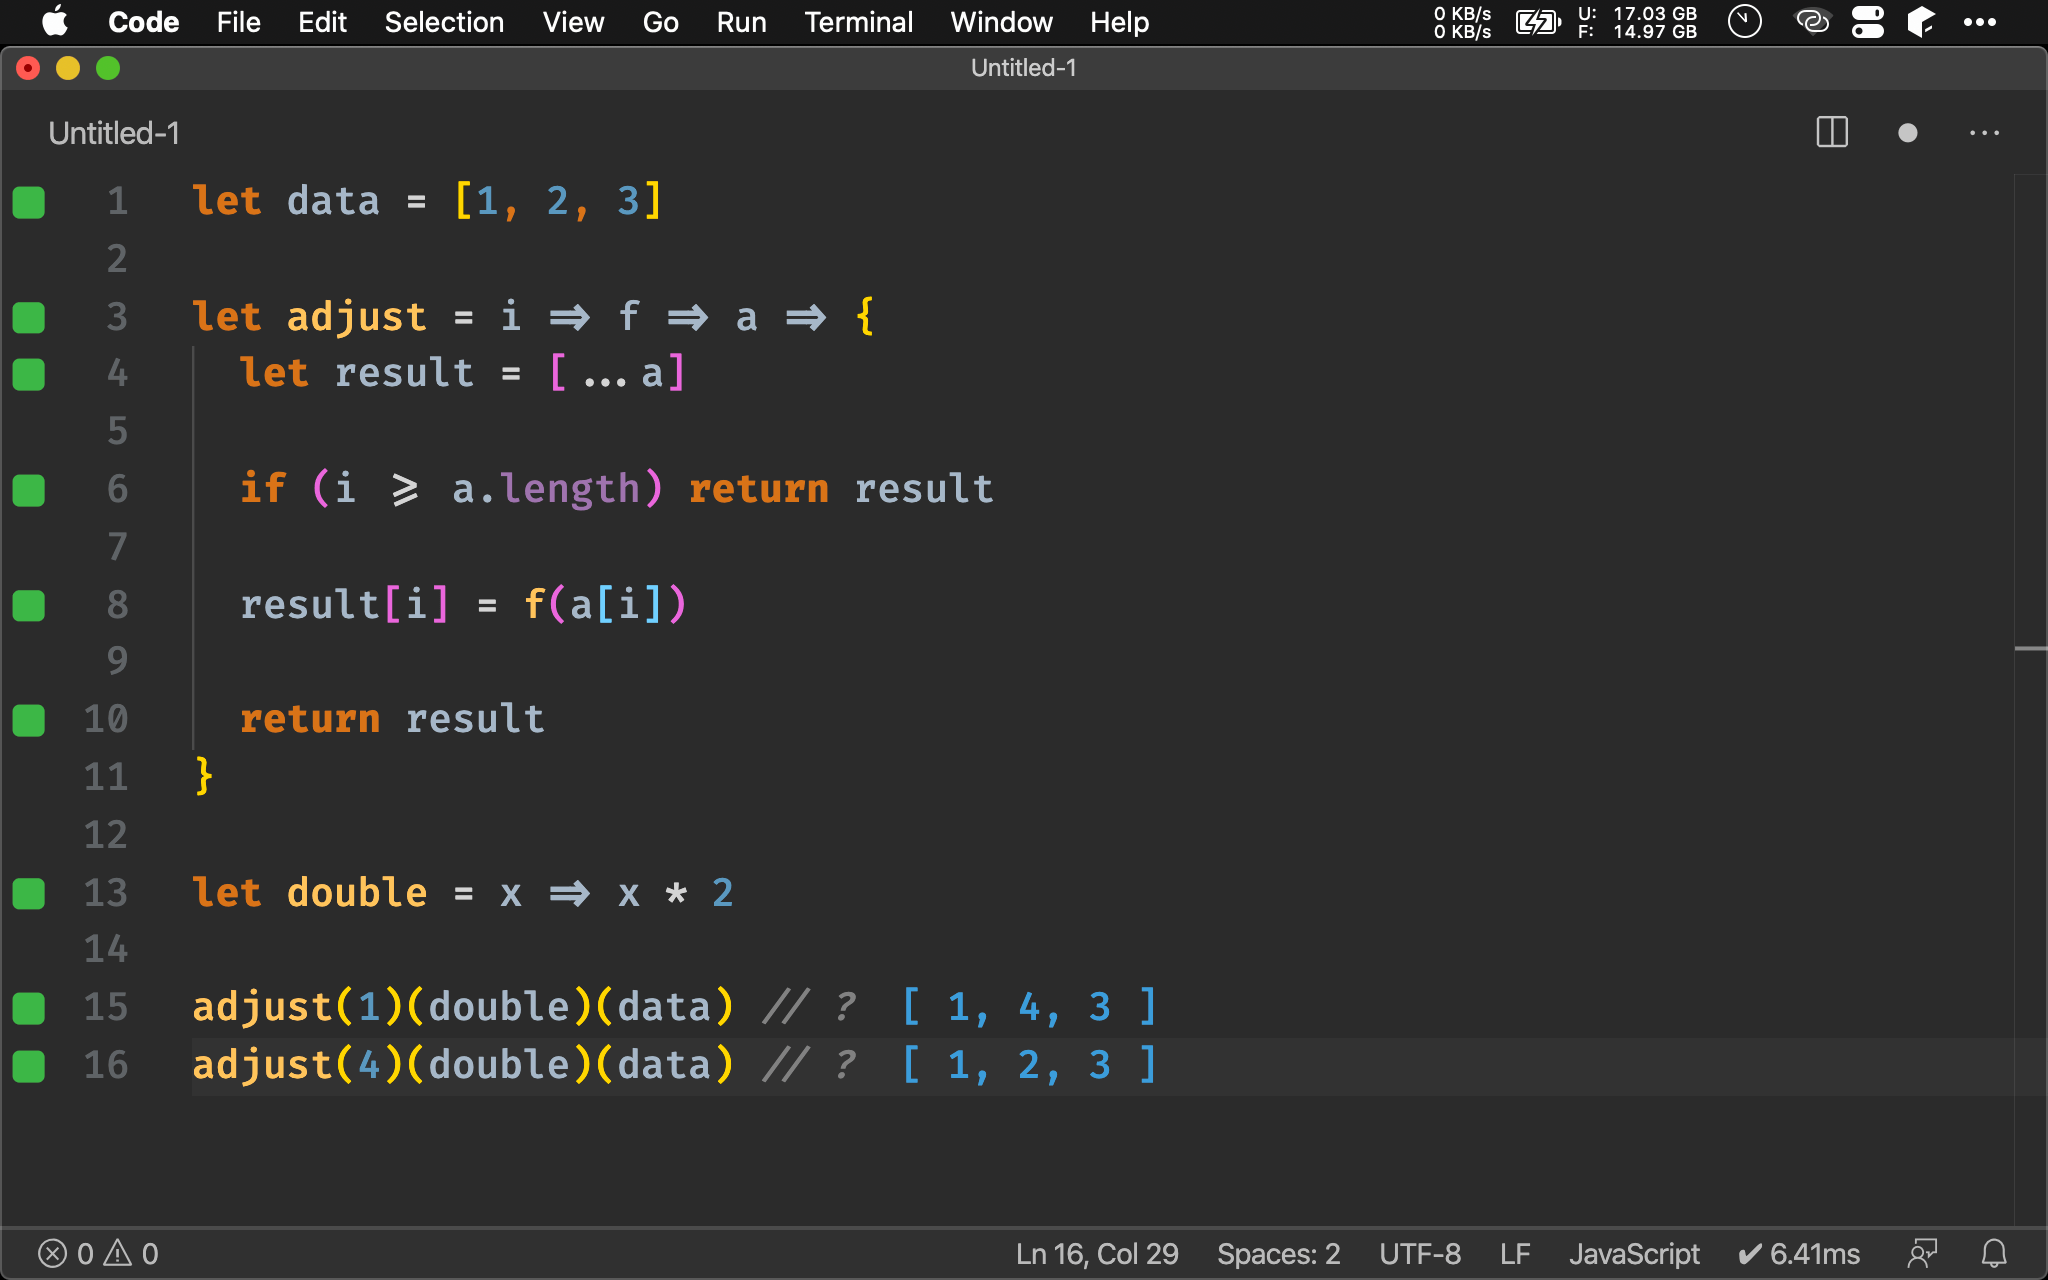 Code File Edit Selection View Go Run Terminal Window Help 0 KB/s 0 KB/s U: 17.03 GB F: 14.97 GB
Untitled-1
Untitled-1
1 let data = [1, 2, 3]
2
3 let adjust = i => f => a => {
4 let result = [...a]
5
6 if (i >= a.length) return result
7
8 result[i] = f(a[i])
9
10 return result
11 }
12
13 let double = x => x * 2
14
15 adjust(1)(double)(data) // ? [ 1, 4, 3 ]
16 adjust(4)(double)(data) // ? [ 1, 2, 3 ]
0 0 Ln 16, Col 29 Spaces: 2 UTF-8 LF JavaScript ✔ 6.41ms